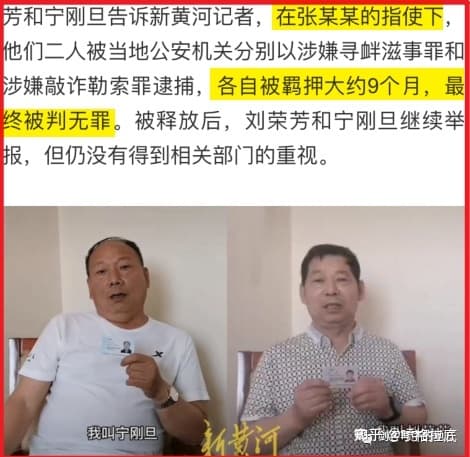 芳和宁刚旦告诉新黄河记者，在张某某的指使下，
他们二人被当地公安机关分别以涉嫌寻衅滋事罪和
涉嫌敲诈勒索罪逮捕，各自被羁押大约9个月，最
终被判无罪。被释放后，刘荣芳和宁刚旦继续举
报，但仍没有得到相关部门的重视。
我叫宁刚旦
新黄河